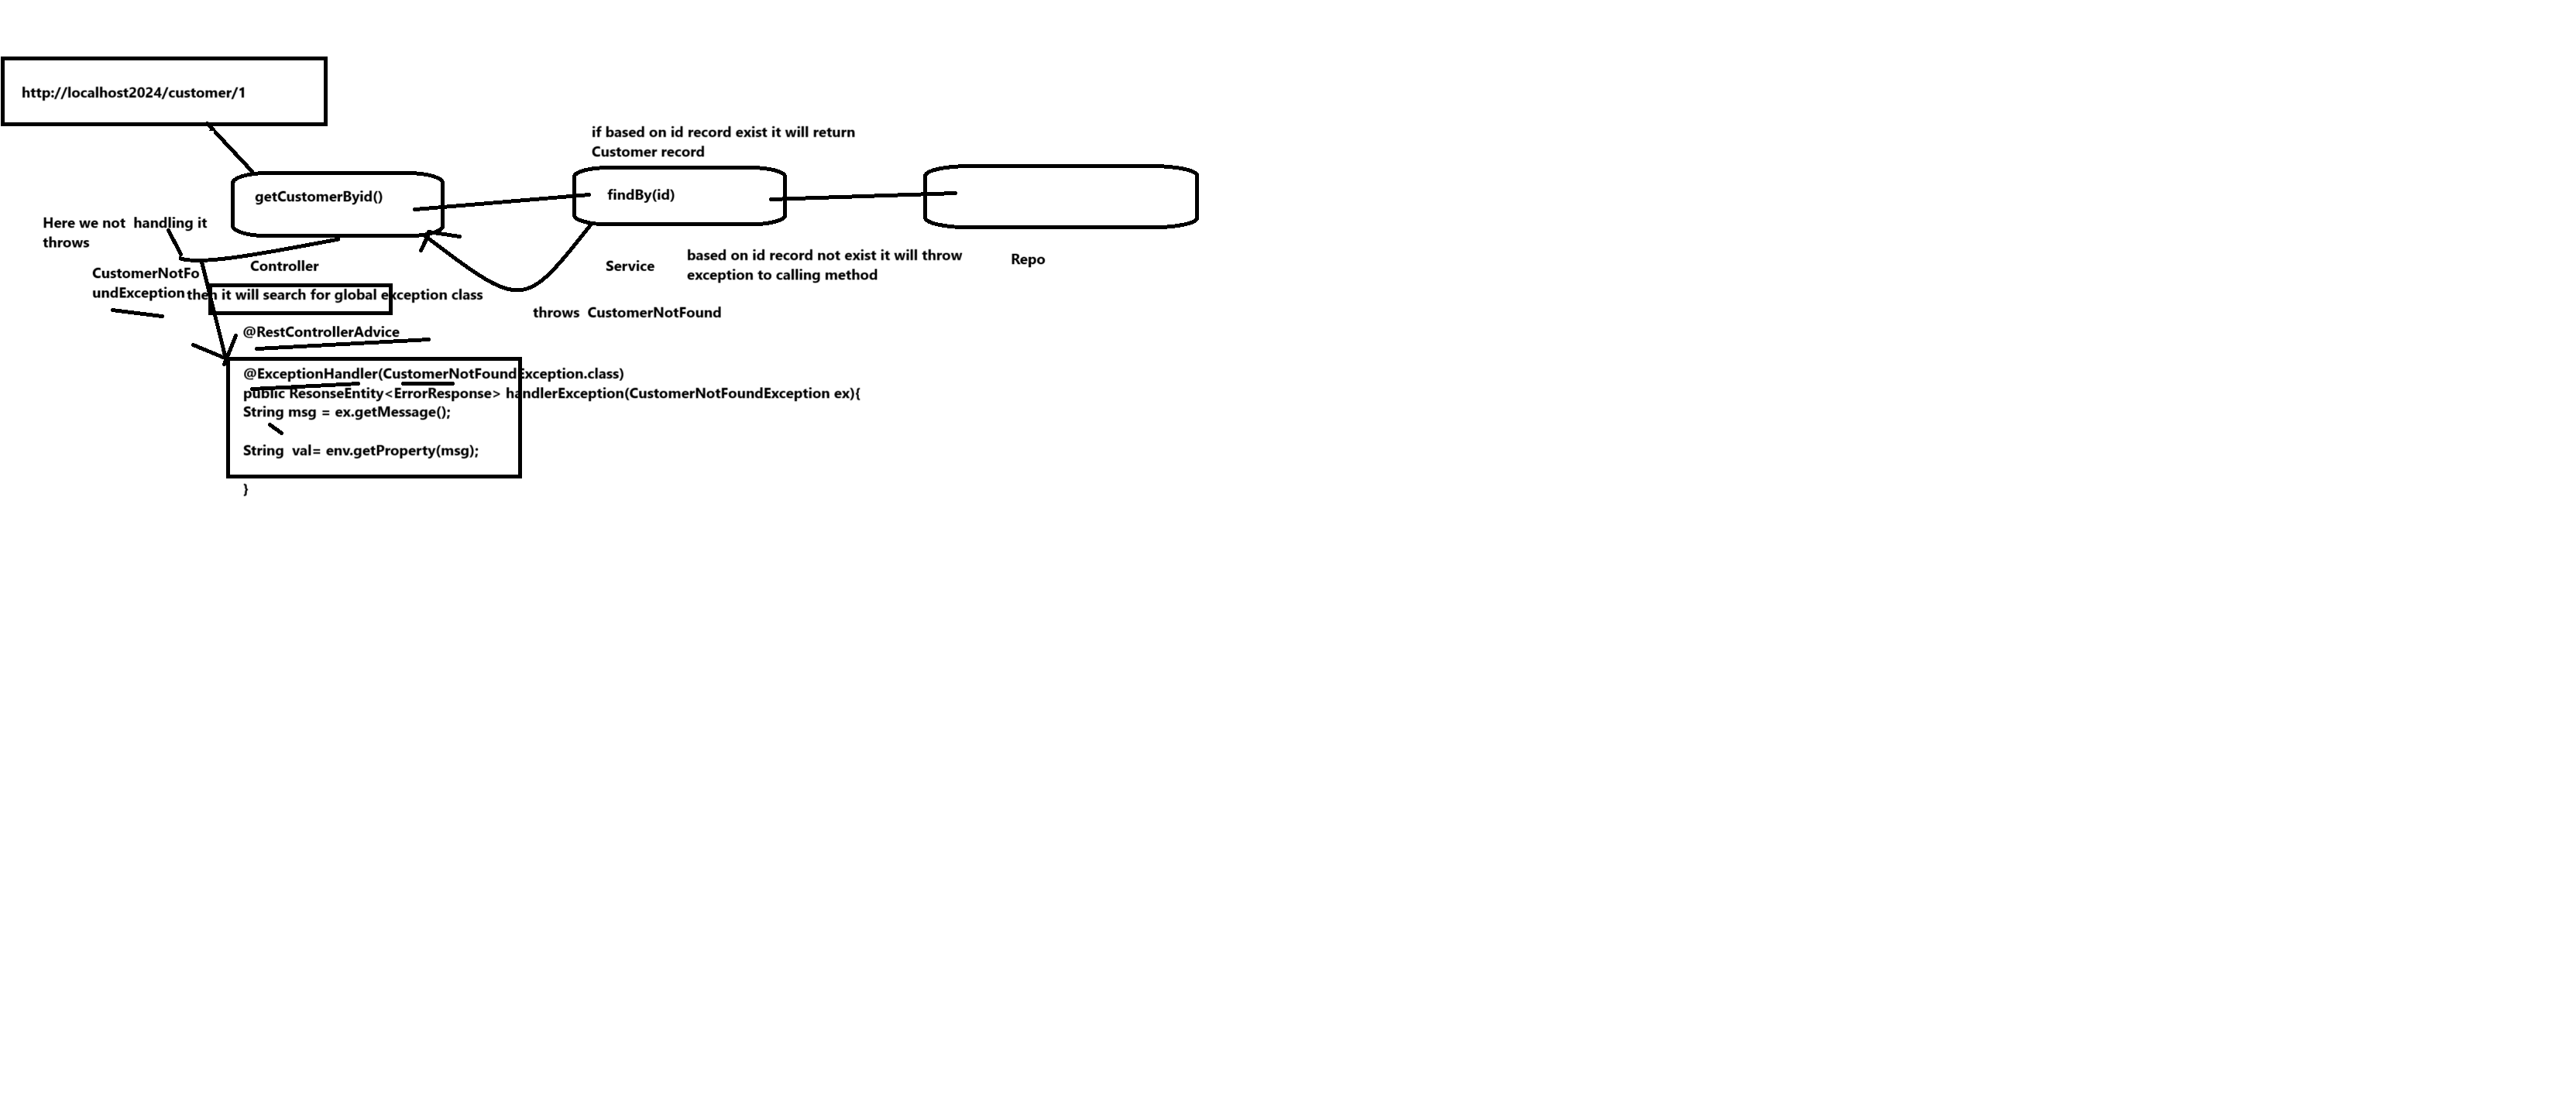 http://localhost2024/customer/1
if based on id record exist it will return
Customer record
getCustomerByid()
findBy(id)
Here we not  handling it
throws
CustomerNotFo
undException
Controller
Service
based on id record not exist it will throw
exception to calling method
Repo
then it will search for global exception class
throws  CustomerNotFound
@RestControllerAdvice
@ExceptionHandler(CustomerNotFoundException.class)
public ResonseEntity<ErrorResponse> handlerException(CustomerNotFoundException ex){
String msg = ex.getMessage();
String  val= env.getProperty(msg);
}